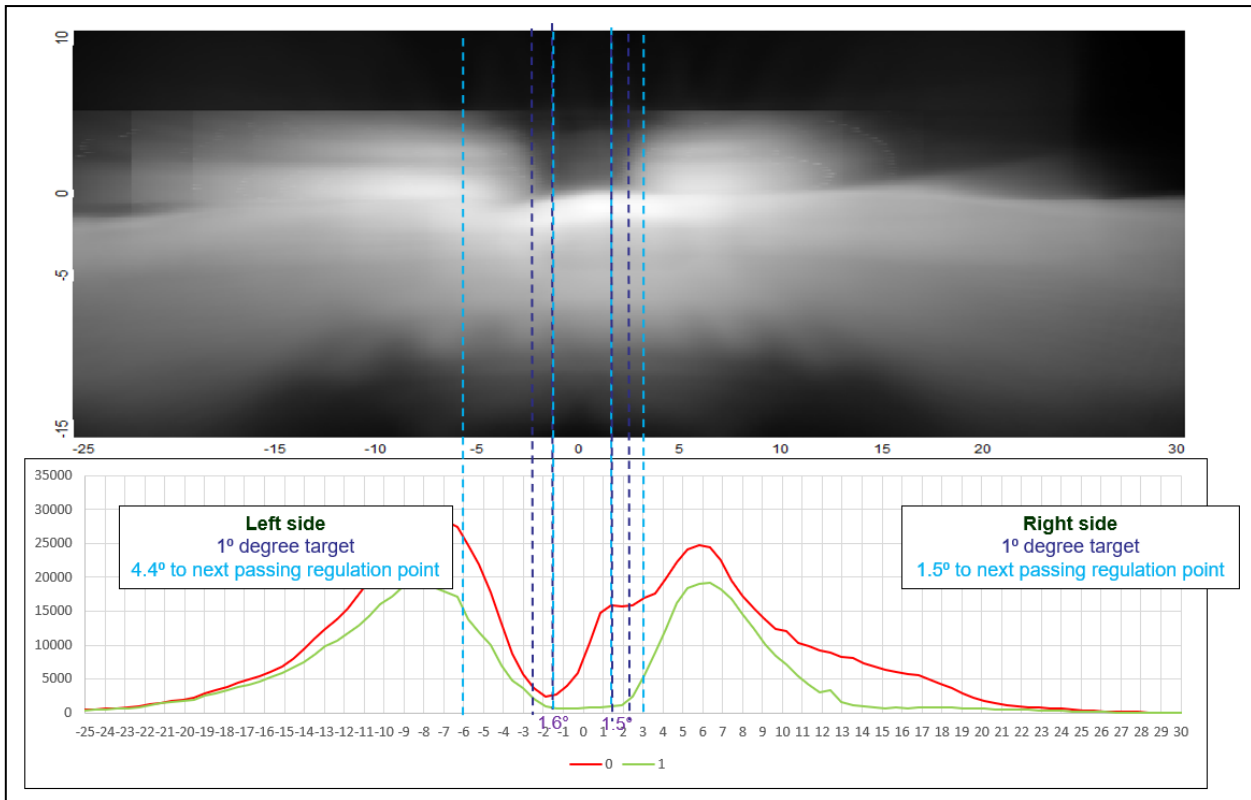 10
0
-5
-15
-25 -15 -10 -5 0 5 10 15 20 30
35000
30000
25000
20000
15000
10000
5000
0
Left side
1º degree target
4.4º to next passing regulation point
Right side
1º degree target
1.5º to next passing regulation point
1.6° 1.5°
-25 -24 -23 -22 -21 -20 -19 -18 -17 -16 -15 -14 -13 -12 -11 -10 -9 -8 -7 -6 -5 -4 -3 -2 -1 0 1 2 3 4 5 6 7 8 9 10 11 12 13 14 15 16 17 18 19 20 21 22 23 24 25 26 27 28 29 30
0 1